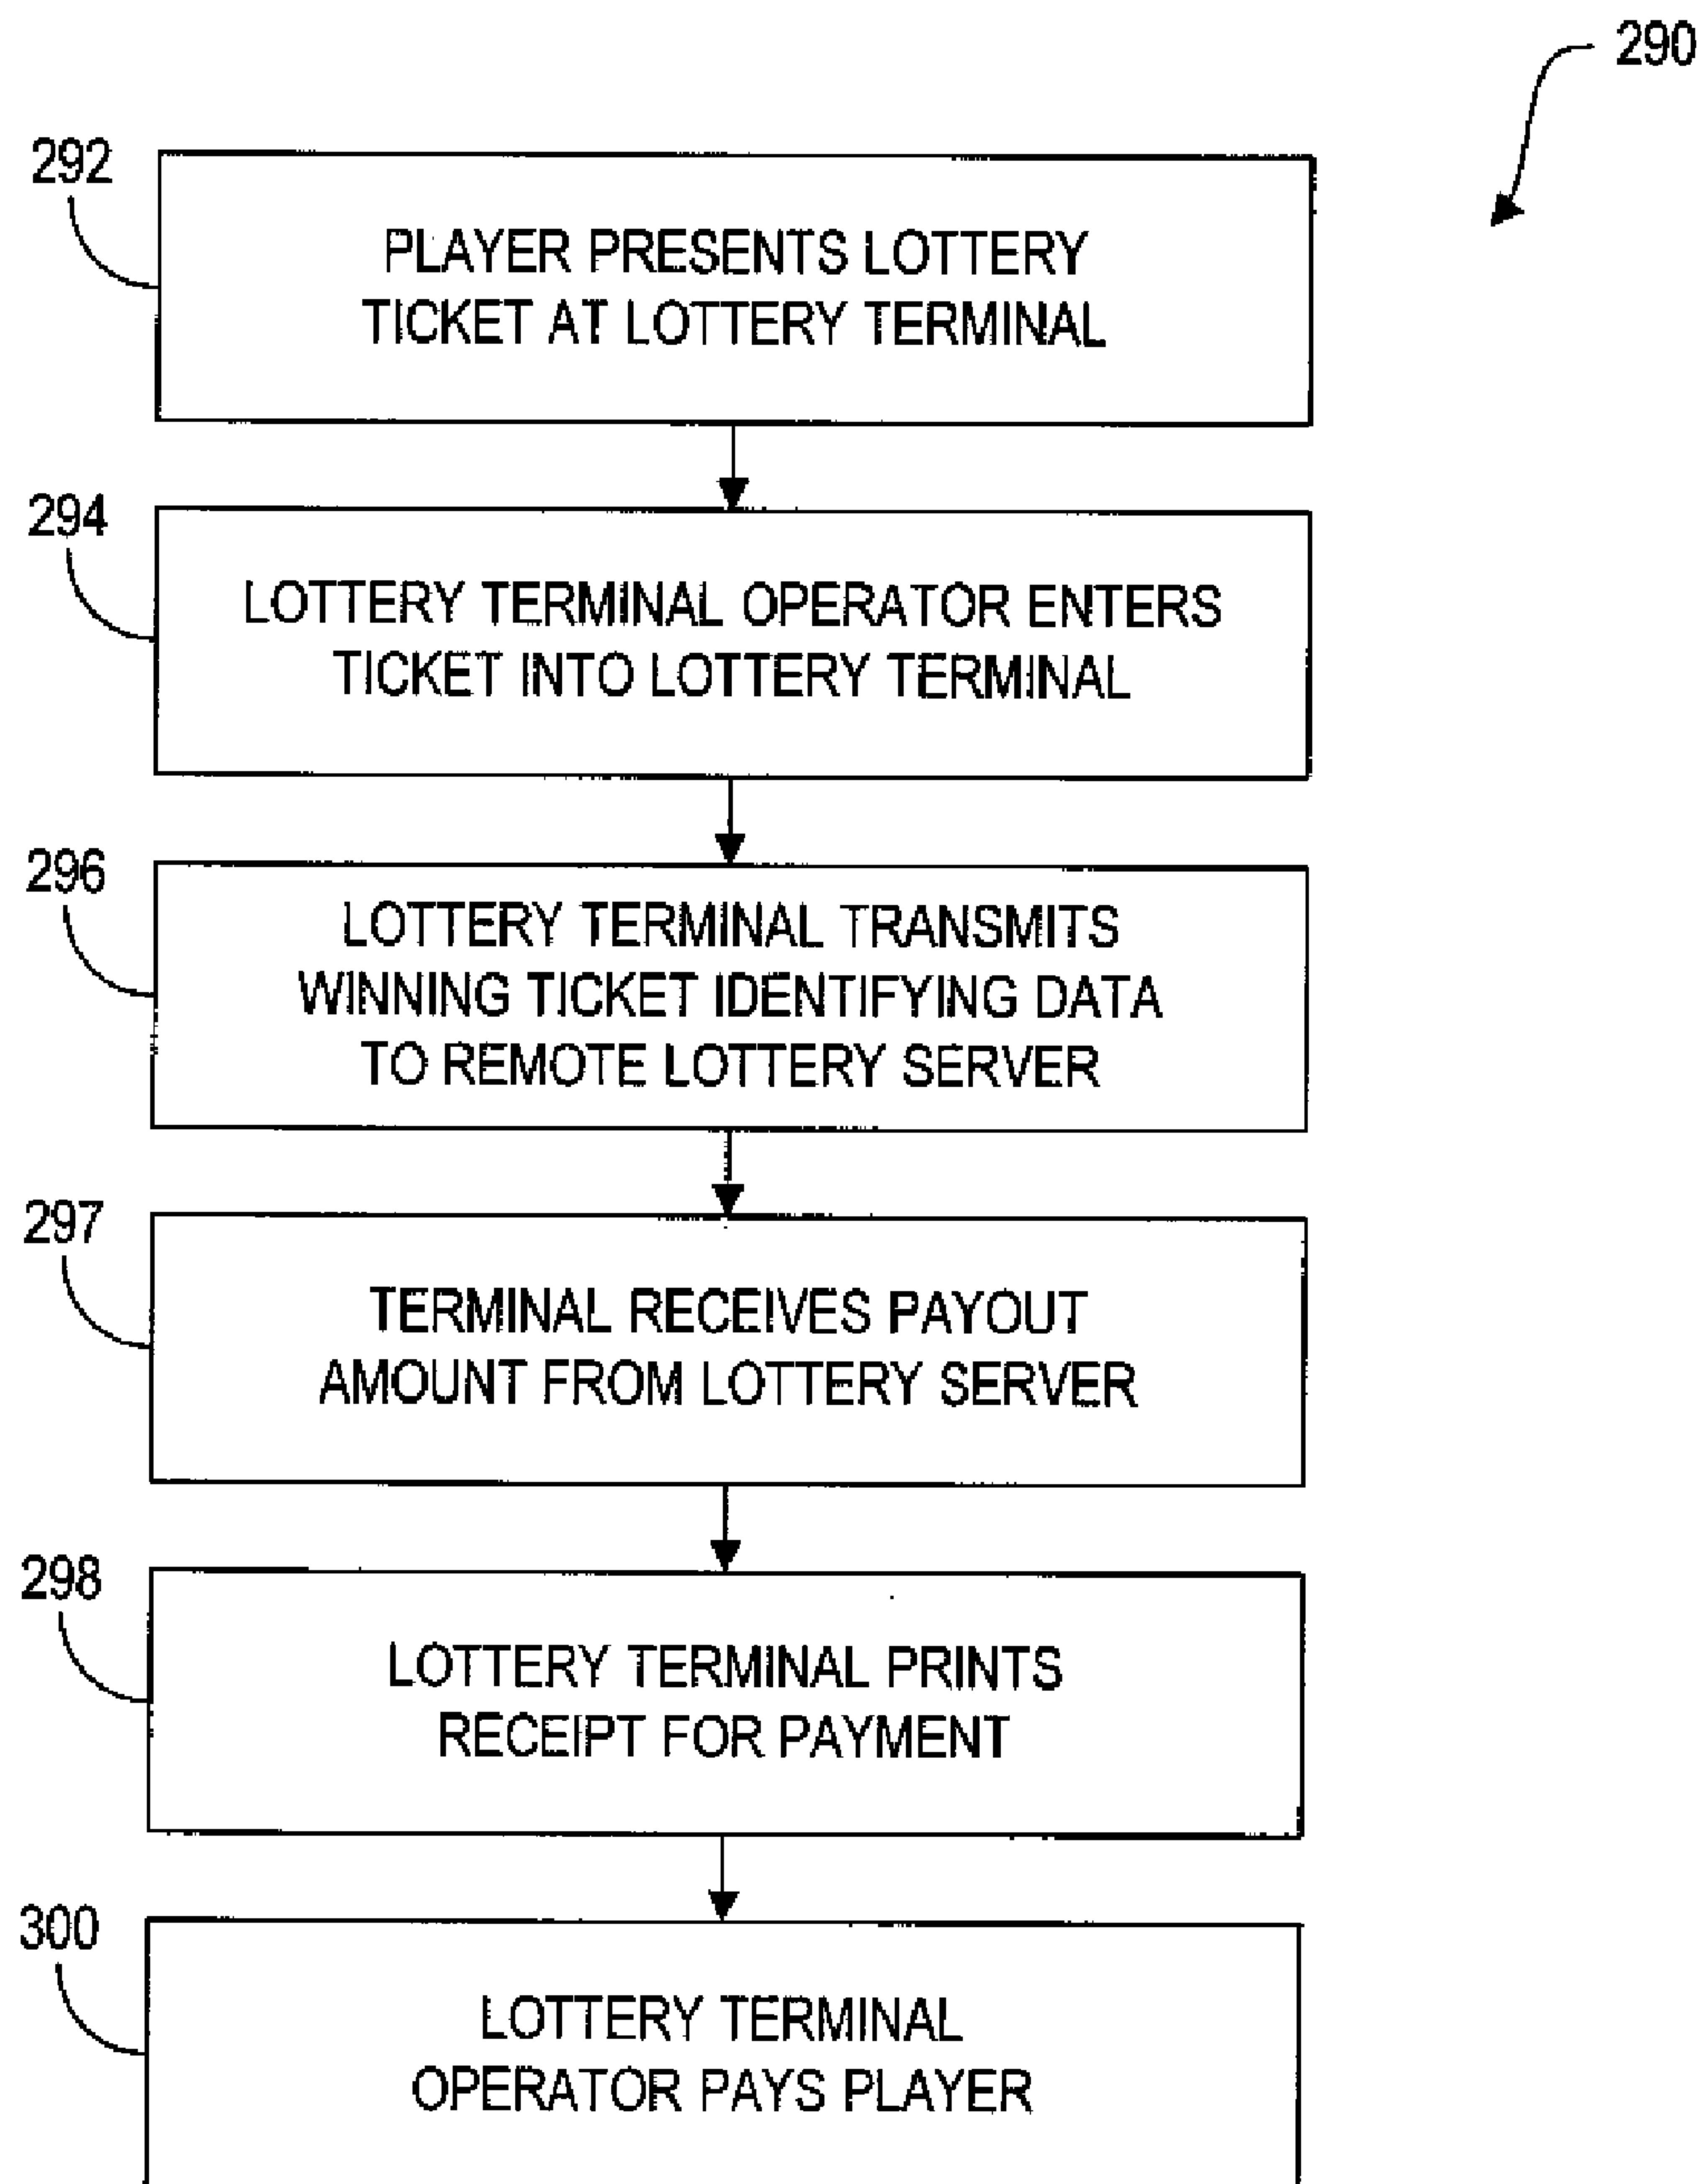 290
292
PLAYER PRESENTS LOTTERY
TICKET AT LOTTERY TERMINAL
294
LOTTERY TERMINAL OPERATOR ENTERS
TICKET INTO LOTTERY TERMINAL
296
LOTTERY TERMINAL TRANSMITS
WINNING TICKET IDENTIFYING DATA
TO REMOTE LOTTERY SERVER
297
TERMINAL RECEIVES PAYOUT
AMOUNT FROM LOTTERY SERVER
298
LOTTERY TERMINAL PRINTS
RECEIPT FOR PAYMENT
300
LOTTERY TERMINAL
OPERATOR PAYS PLAYER